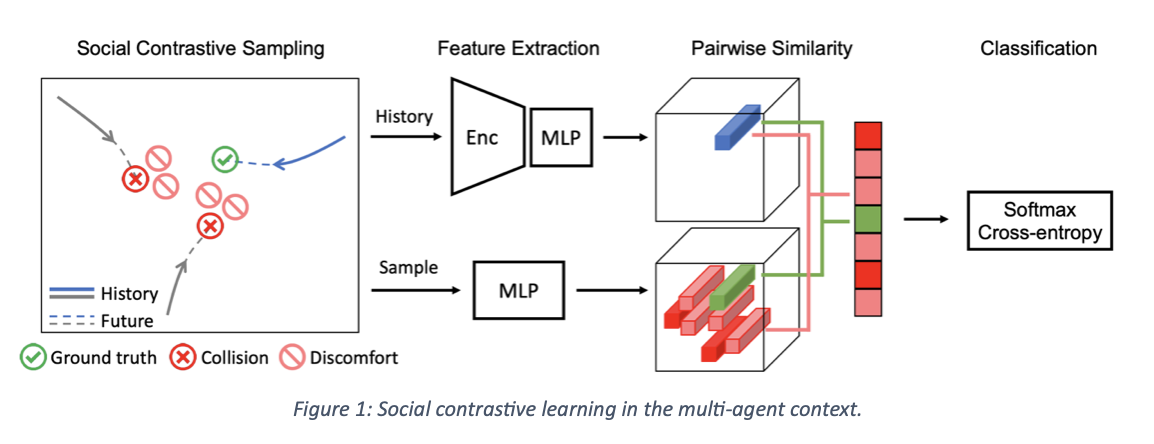 Social Contrastive Sampling
Feature Extraction
Pairwise Similarity
Classification
History
Enc
MLP
Softmax
Cross-entropy
Sample
MLP
History
Future
Ground truth
Collision
Discomfort
Figure 1: Social contrastive learning in the multi-agent context.